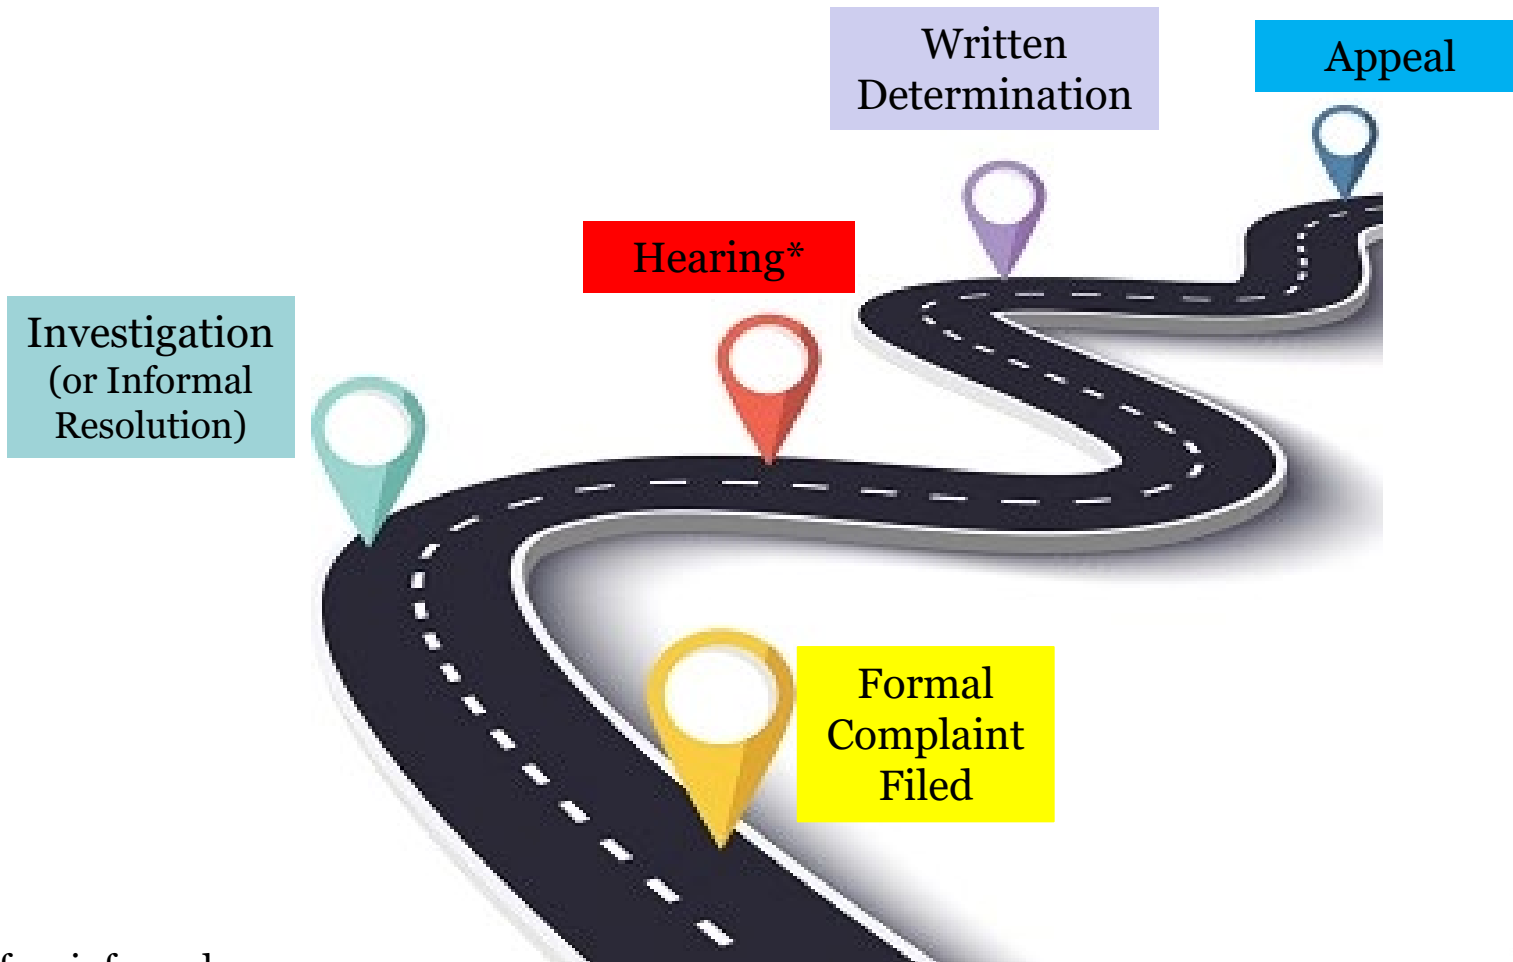 Written
Determination
Appeal
Hearing*
Investigation
(or Informal
Resolution)
Formal
Complaint
Filed